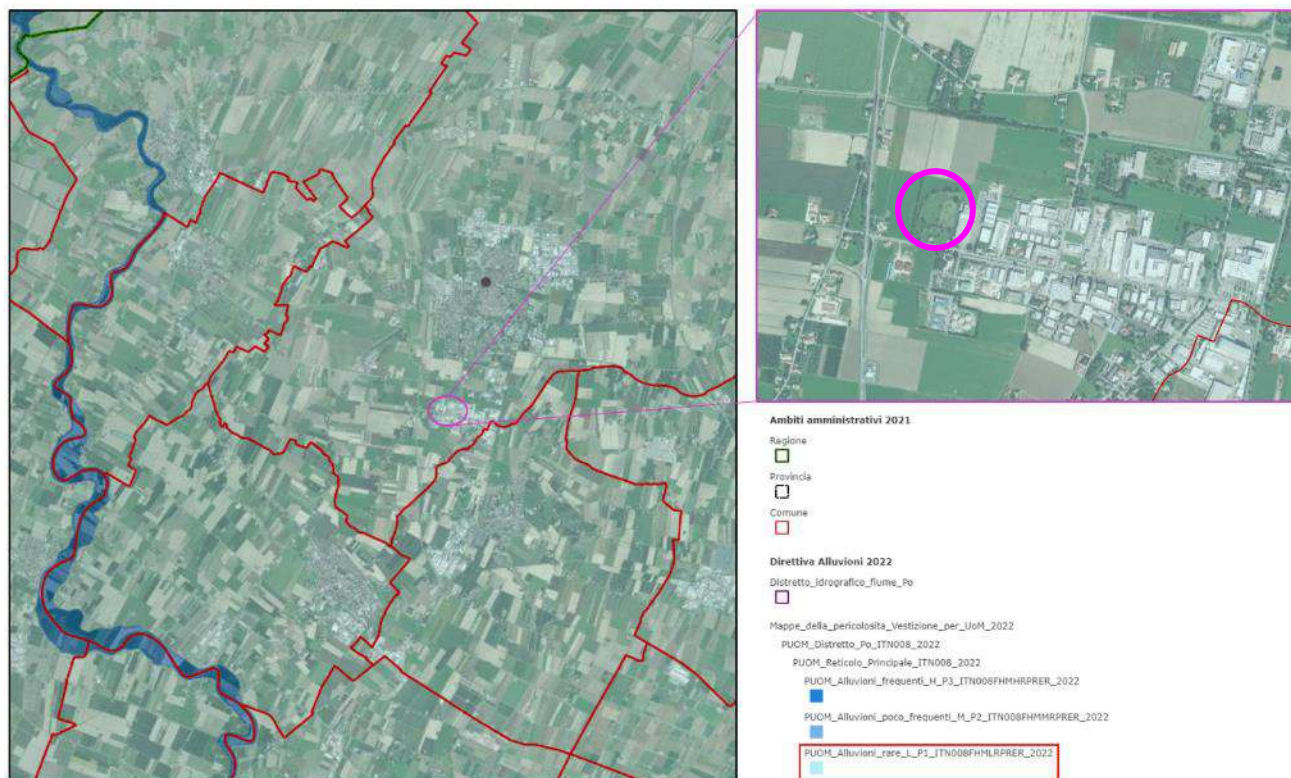 Ambiti amministrativi 2021
Regione
Provincia
Comune
Direttiva Alluvioni 2022
Distretto_idrografico_fiume_Po
Mappe_della_pericolosita_Vestizione_per_UoM_2022
PUOM_Distretto_Po_ITN008_2022
PUOM_Reticolo_Principale_ITN008_2022
PUOM_Alluvioni_frequenti_H_P3_ITN008FHMHRPRER_2022
PUOM_Alluvioni_poco_frequenti_M_P2_ITN008FHMMRPRER_2022
PUOM_Alluvioni_rare_L_P1_ITN008FHMLRPRER_2022